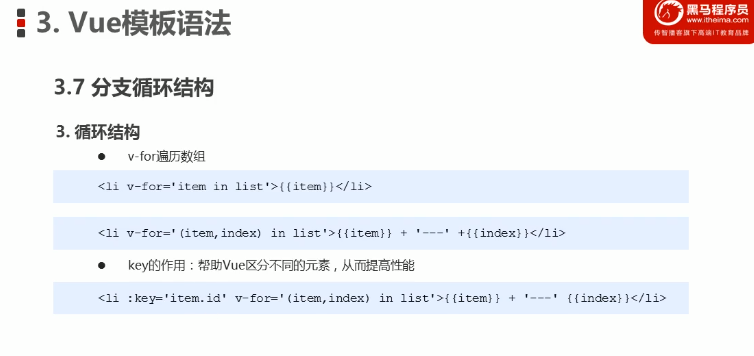 3. Vue模板语法
黑马程序员
www.itheima.com
传智播客旗下高端IT教育品牌
3.7 分支循环结构
3. 循环结构
● v-for遍历数组
<li v-for='item in list'>{{item}}</li>
<li v-for='(item,index) in list'>{{item}} + '---' +{{index}}</li>
● key的作用：帮助Vue区分不同的元素，从而提高性能
<li :key='item.id' v-for='(item,index) in list'>{{item}} + '---' {{index}}</li>